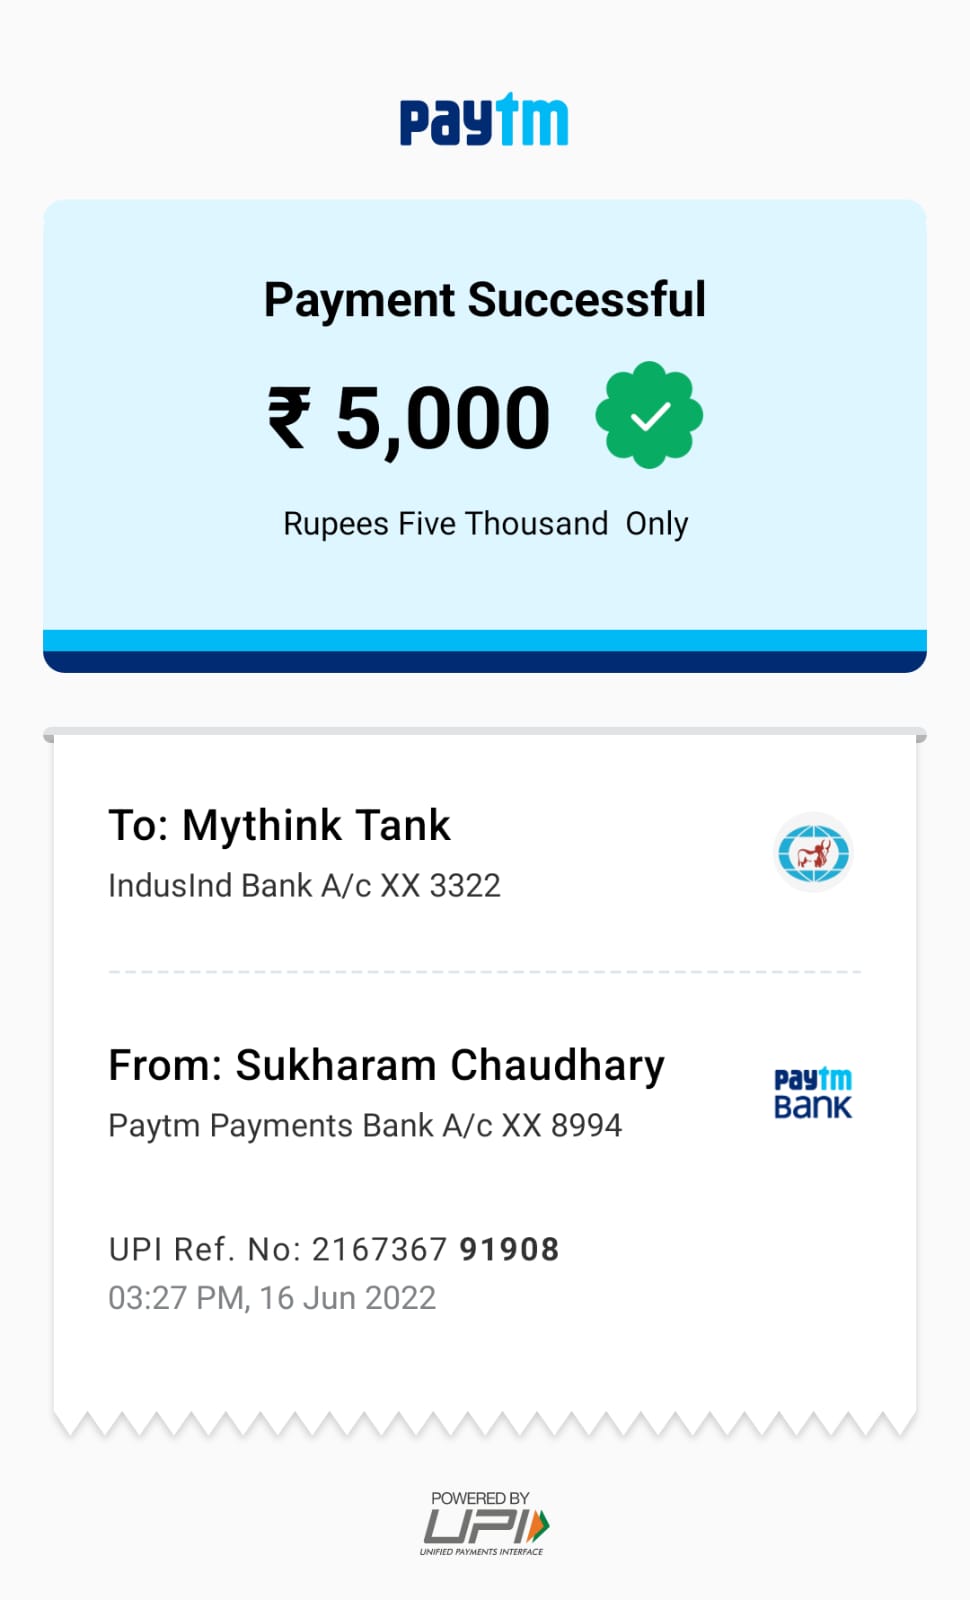 paytm
Payment Successful
₹ 5,000
Rupees Five Thousand Only
To: Mythink Tank
IndusInd Bank A/c XX 3322
From: Sukharam Chaudhary
Paytm Payments Bank A/c XX 8994
paytm
BANK
UPI Ref. No: 2167367 91908
03:27 PM, 16 Jun 2022
POWERED BY
UPI
UNIFIED PAYMENTS INTERFACE